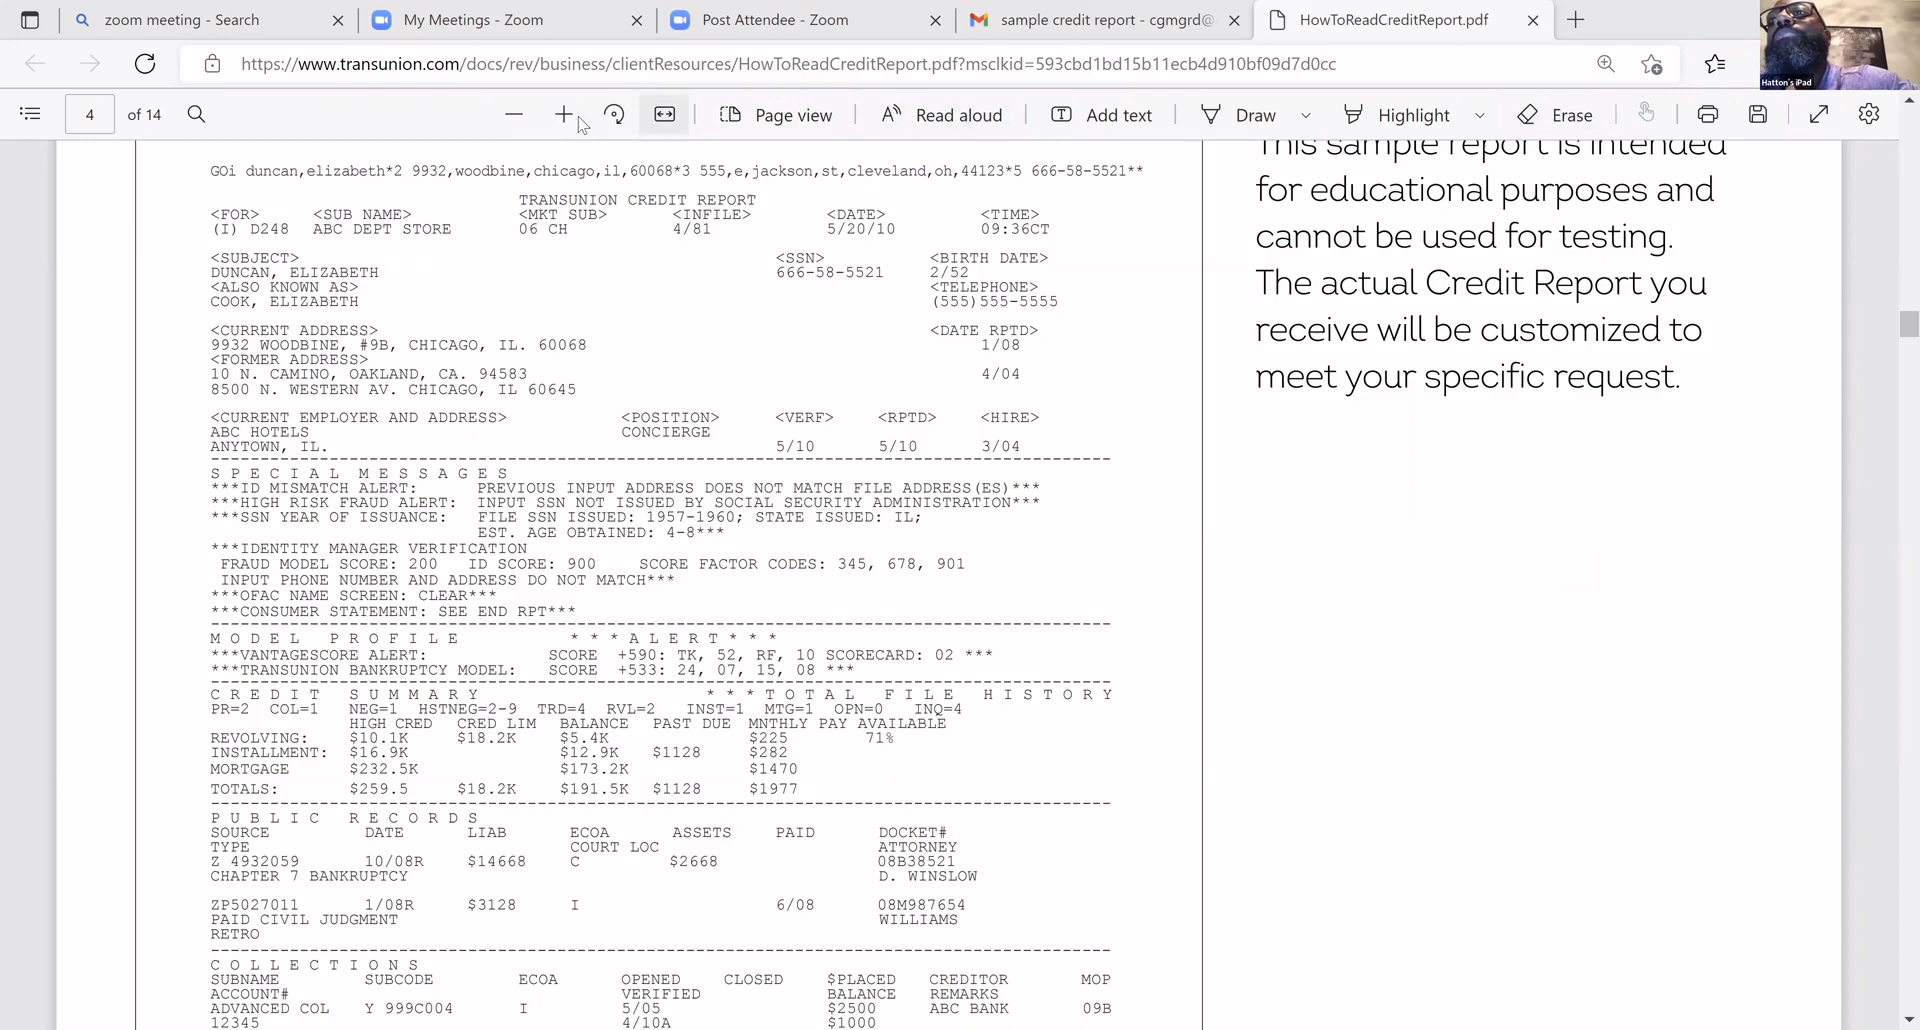 zoom meeting - Search
My Meetings - Zoom
Post Attendee - Zoom
sample credit report - cgmgrd@
HowToReadCreditReport.pdf
https://www.transunion.com/docs/rev/business/clientResources/HowToReadCreditReport.pdf?msclkid=593cbd1bd15b11ecb4d910bf09d7d0cc
Hatton's iPad
4 of 14
Page view
Read aloud
Add text
Draw
Highlight
Erase
GOi duncan,elizabeth*2 9932,woodbine,chicago,il,60068*3 555,e,jackson,st,cleveland,oh,44123*5 666-58-5521**
TRANSUNION CREDIT REPORT
<FOR> <SUB NAME> <MKT SUB> <INFILE> <DATE> <TIME>
(I) D248 ABC DEPT STORE 06 CH 4/81 5/20/10 09:36CT
<SUBJECT> <SSN> <BIRTH DATE>
DUNCAN, ELIZABETH 666-58-5521 2/52
<ALSO KNOWN AS> <TELEPHONE>
COOK, ELIZABETH (555)555-5555
<CURRENT ADDRESS> <DATE RPTD>
9932 WOODBINE, #9B, CHICAGO, IL. 60068 1/08
<FORMER ADDRESS>
10 N. CAMINO, OAKLAND, CA. 94583 4/04
8500 N. WESTERN AV. CHICAGO, IL 60645
<CURRENT EMPLOYER AND ADDRESS> <POSITION> <VERF> <RPTD> <HIRE>
ABC HOTELS CONCIERGE
ANYTOWN, IL. 5/10 5/10 3/04
SPECIAL MESSAGES
***ID MISMATCH ALERT: PREVIOUS INPUT ADDRESS DOES NOT MATCH FILE ADDRESS(ES)***
***HIGH RISK FRAUD ALERT: INPUT SSN NOT ISSUED BY SOCIAL SECURITY ADMINISTRATION***
***SSN YEAR OF ISSUANCE: FILE SSN ISSUED: 1957-1960; STATE ISSUED: IL;
EST. AGE OBTAINED: 4-8***
***IDENTITY MANAGER VERIFICATION
FRAUD MODEL SCORE: 200 ID SCORE: 900 SCORE FACTOR CODES: 345, 678, 901
INPUT PHONE NUMBER AND ADDRESS DO NOT MATCH***
***OFAC NAME SCREEN: CLEAR***
***CONSUMER STATEMENT: SEE END RPT***
MODEL PROFILE ***ALERT***
***VANTAGESCORE ALERT: SCORE +590: TK, 52, RF, 10 SCORECARD: 02 ***
***TRANSUNION BANKRUPTCY MODEL: SCORE +533: 24, 07, 15, 08 ***
CREDIT SUMMARY ***TOTAL FILE HISTORY
PR=2 COL=1 NEG=1 HSTNEG=2-9 TRD=4 RVL=2 INST=1 MTG=1 OPN=0 INQ=4
HIGH CRED CRED LIM BALANCE PAST DUE MNTHLY PAY AVAILABLE
REVOLVING: $10.1K $18.2K $5.4K $225 71%
INSTALLMENT: $16.9K $12.9K $1128 $282
MORTGAGE $232.5K $173.2K $1470
TOTALS: $259.5 $18.2K $191.5K $1128 $1977
PUBLIC RECORDS
SOURCE DATE LIAB ECOA ASSETS PAID DOCKET#
TYPE COURT LOC ATTORNEY
Z 4932059 10/08R $14668 C $2668 08B38521
CHAPTER 7 BANKRUPTCY D. WINSLOW
ZP5027011 1/08R $3128 I 6/08 08M987654
PAID CIVIL JUDGMENT WILLIAMS
RETRO
COLLECTIONS
SUBNAME SUBCODE ECOA OPENED CLOSED $PLACED CREDITOR MOP
ACCOUNT# VERIFIED BALANCE REMARKS
ADVANCED COL Y 999C004 I 5/05 $2500 ABC BANK 09B
12345 4/10A $1000
This sample report is intended
for educational purposes and
cannot be used for testing.
The actual Credit Report you
receive will be customized to
meet your specific request.